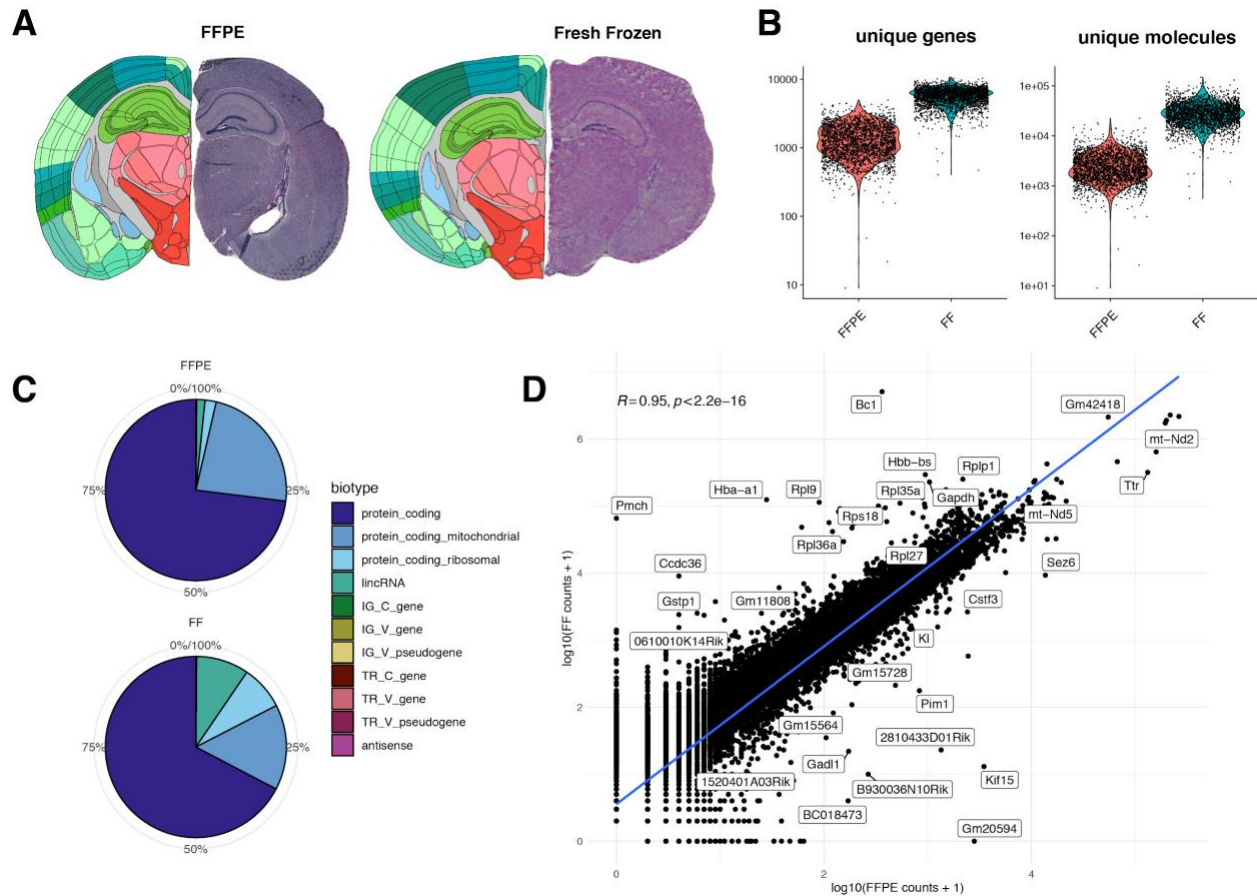 A
FFPE
Fresh Frozen
B
unique genes
unique molecules
10000
1000
100
10
FFPE
FF
1e+05
1e+04
1e+03
1e+02
1e+01
FFPE
FF
C
FFPE
0%/100%
75%
25%
50%
FF
0%/100%
75%
25%
50%
biotype
protein_coding
protein_coding_mitochondrial
protein_coding_ribosomal
lincRNA
IG_C_gene
IG_V_gene
IG_V_pseudogene
TR_C_gene
TR_V_gene
TR_V_pseudogene
antisense
D
R=0.95, p<2.2e−16
log10(FF counts + 1)
6
4
2
0
Bc1
Gm42418
mt−Nd2
Hbb−bs
Rplp1
Ttr
Hba−a1
Rpl9
Rpl35a
Gapdh
Pmch
Rps18
mt−Nd5
Rpl36a
Rpl27
Sez6
Ccdc36
Gstp1
Gm11808
Cstf3
0610010K14Rik
Kl
Gm15728
Pim1
Gm15564
2810433D01Rik
Gadl1
1520401A03Rik
B930036N10Rik
Kif15
BC018473
Gm20594
0
2
4
log10(FFPE counts + 1)